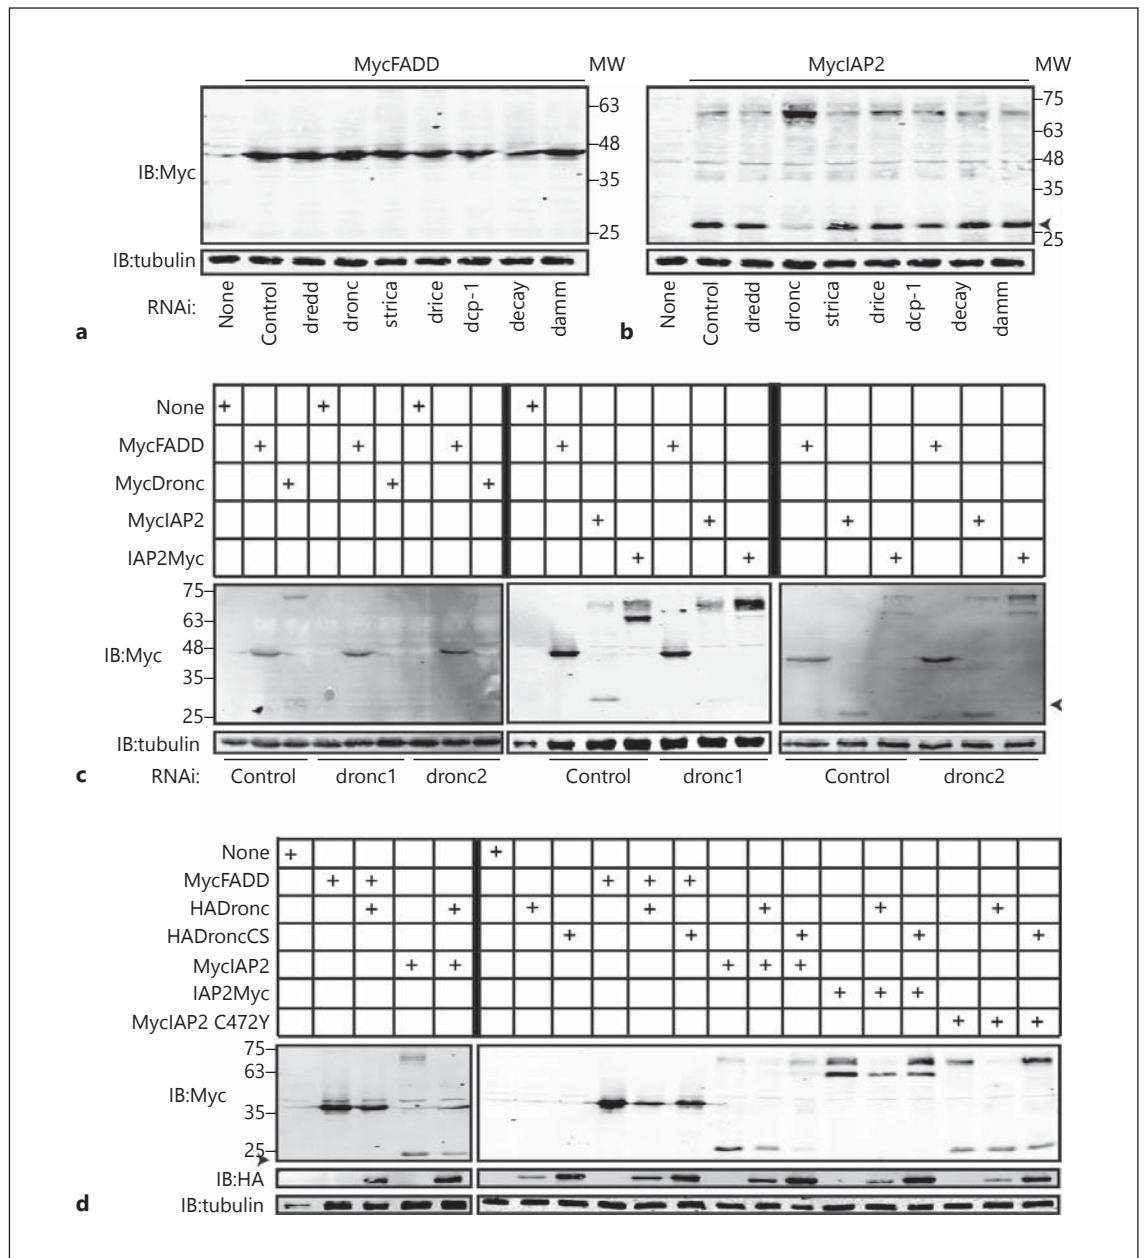 MycFADD MW MycIAP2 MW
63 75
48 63
IB:Myc 35 48
25 35
25
IB:tubulin
RNAi: None Control dredd dronc strica drice dcp-1 decay damm None Control dredd dronc strica drice dcp-1 decay damm
a b
None + + + +
MycFADD + + + + + + +
MycDronc + + +
MycIAP2 + + + +
IAP2Myc + + + +
75
63
IB:Myc 48
35
25
IB:tubulin
c RNAi: Control dronc1 dronc2 Control dronc1 Control dronc2
None + +
MycFADD + + + + +
HADronc + + + + + + +
HADroncCS + + + + +
MycIAP2 + + + + +
IAP2Myc + + +
MycIAP2 C472Y + + +
75
63
IB:Myc
35
25
IB:HA
d IB:tubulin